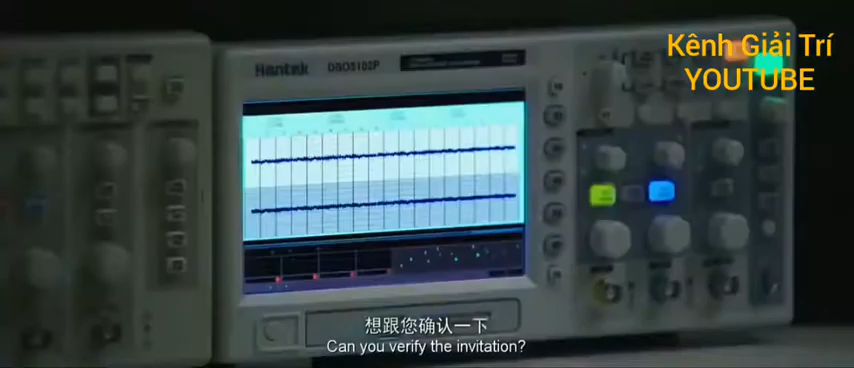 Kênh Giải Trí
YOUTUBE
Hantek
DSO5102P
想跟您确认一下
Can you verify the invitation?